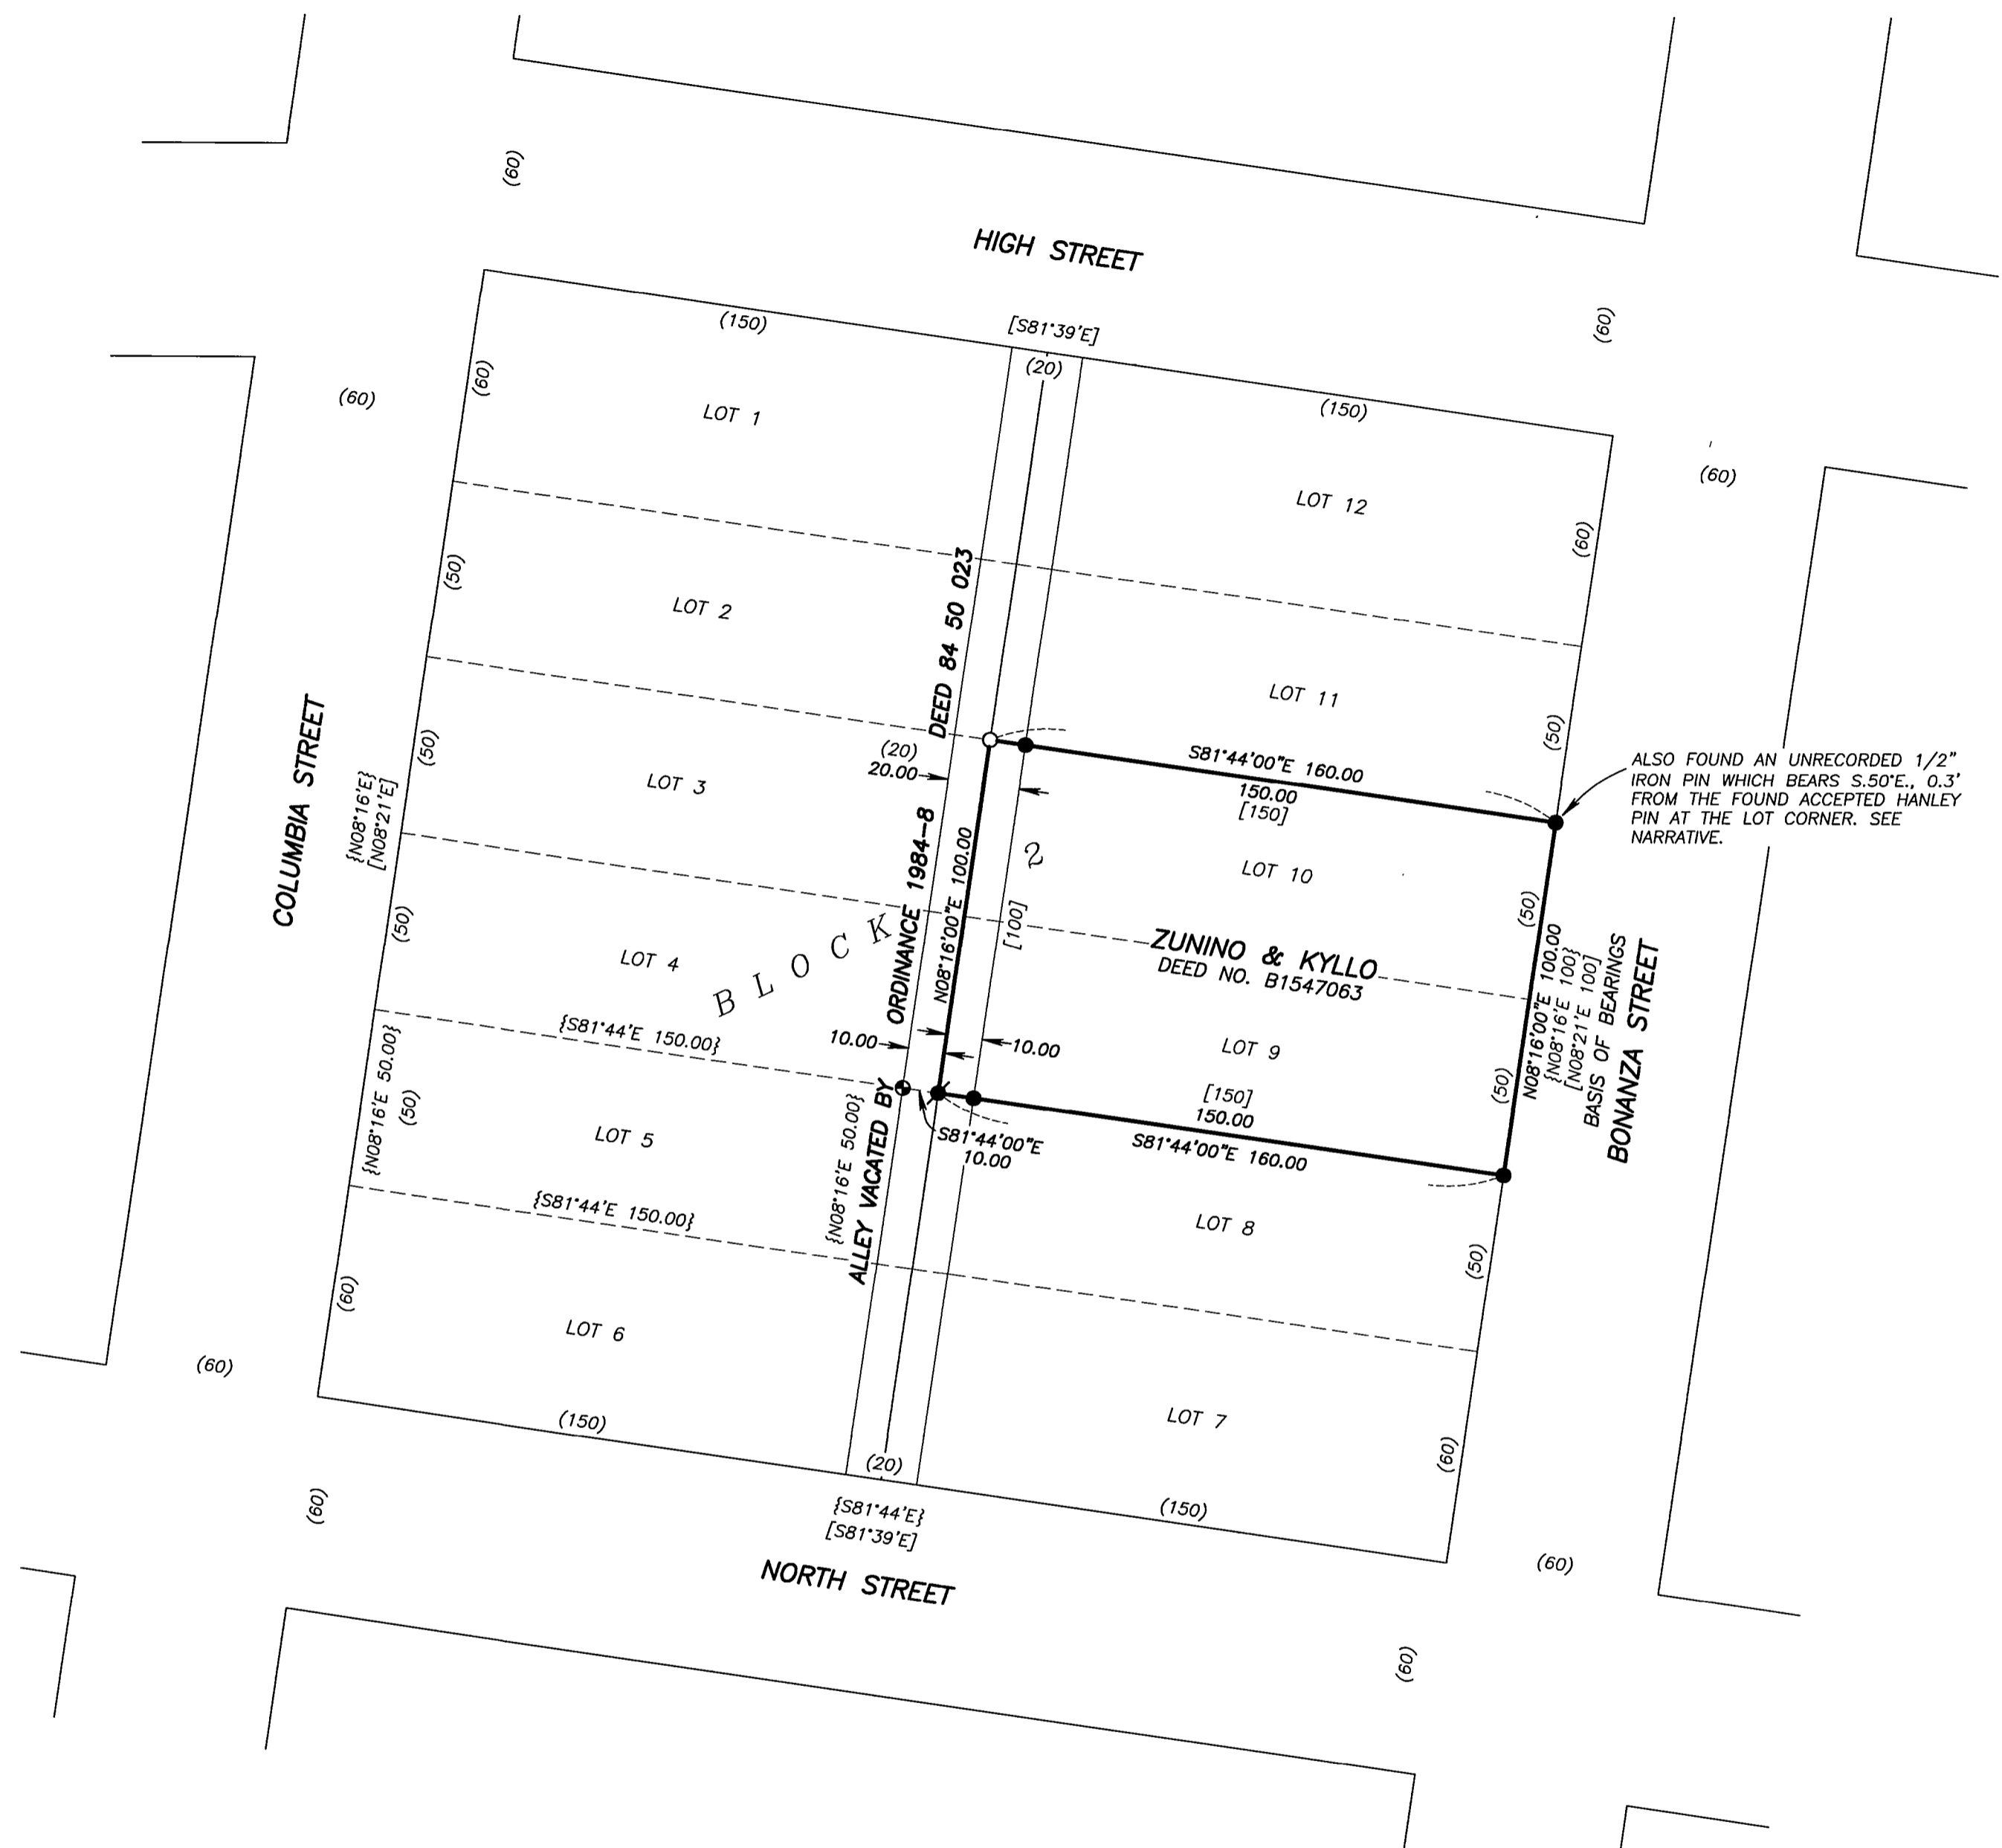 (60)
HIGH STREET
(60)
(150)
[S81°39'E]
(20)
(60)
(60)
LOT 1
(150)
(60)
LOT 12
(60)
(50)
LOT 2
DEED 84 50 023
LOT 11
(50)
(50)
LOT 3
(20)
20.00
S81°44'00"E 160.00
150.00
[150]
ALSO FOUND AN UNRECORDED 1/2"
IRON PIN WHICH BEARS S.50°E., 0.3'
FROM THE FOUND ACCEPTED HANLEY
PIN AT THE LOT CORNER. SEE
NARRATIVE.
COLUMBIA STREET
{N08°16'E}
[N08°21'E]
ORDINANCE 1984-8
N08°16'00"E 100.00
BLOCK 2
[100]
LOT 10
(50)
(50)
LOT 4
ZUNINO & KYLLO
DEED NO. B1547063
N08°16'00"E 100.00
{N08°16'E 100}
[N08°21'E 100]
BASIS OF BEARINGS
BONANZA STREET
{S81°44'E 150.00}
10.00
10.00
LOT 9
(50)
{N08°16'E 50.00}
(50)
LOT 5
{N08°16'E 50.00}
ALLEY VACATED BY
S81°44'00"E
10.00
[150]
150.00
S81°44'00"E 160.00
{S81°44'E 150.00}
LOT 8
(50)
(60)
LOT 6
LOT 7
(60)
(60)
(150)
(20)
(150)
(60)
{S81°44'E}
[S81°39'E]
NORTH STREET
(60)
(60)